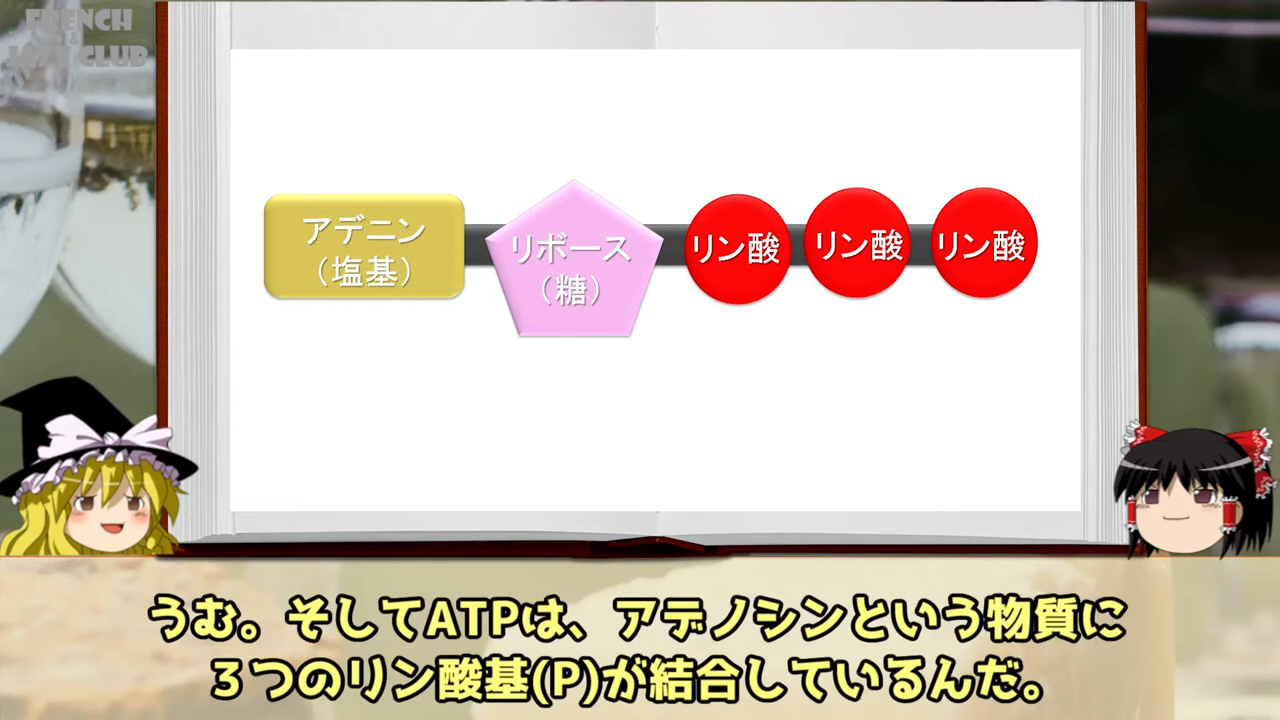 FRENCH
CLUB
アデニン
（塩基）
リボース
（糖）
リン酸
リン酸
リン酸
うむ。そしてATPは、アデノシンという物質に
３つのリン酸基(P)が結合しているんだ。